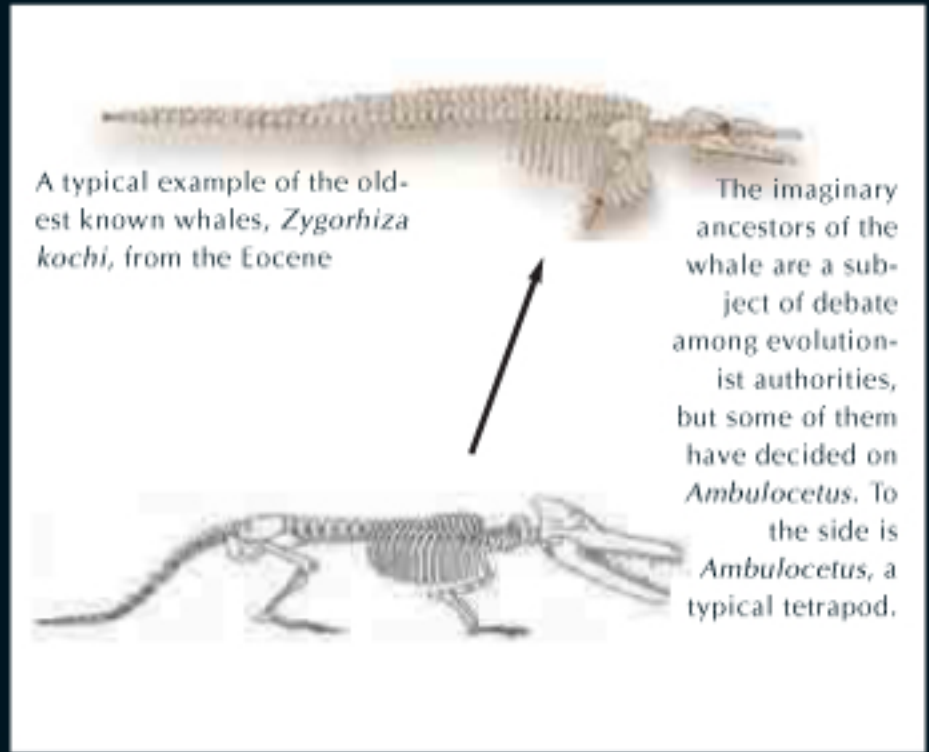 A typical example of the old-
est known whales, Zygorhiza
kochi, from the Eocene
The imaginary
ancestors of the
whale are a sub-
ject of debate
among evolution-
ist authorities,
but some of them
have decided on
Ambulocetus. To
the side is
Ambulocetus, a
typical tetrapod.